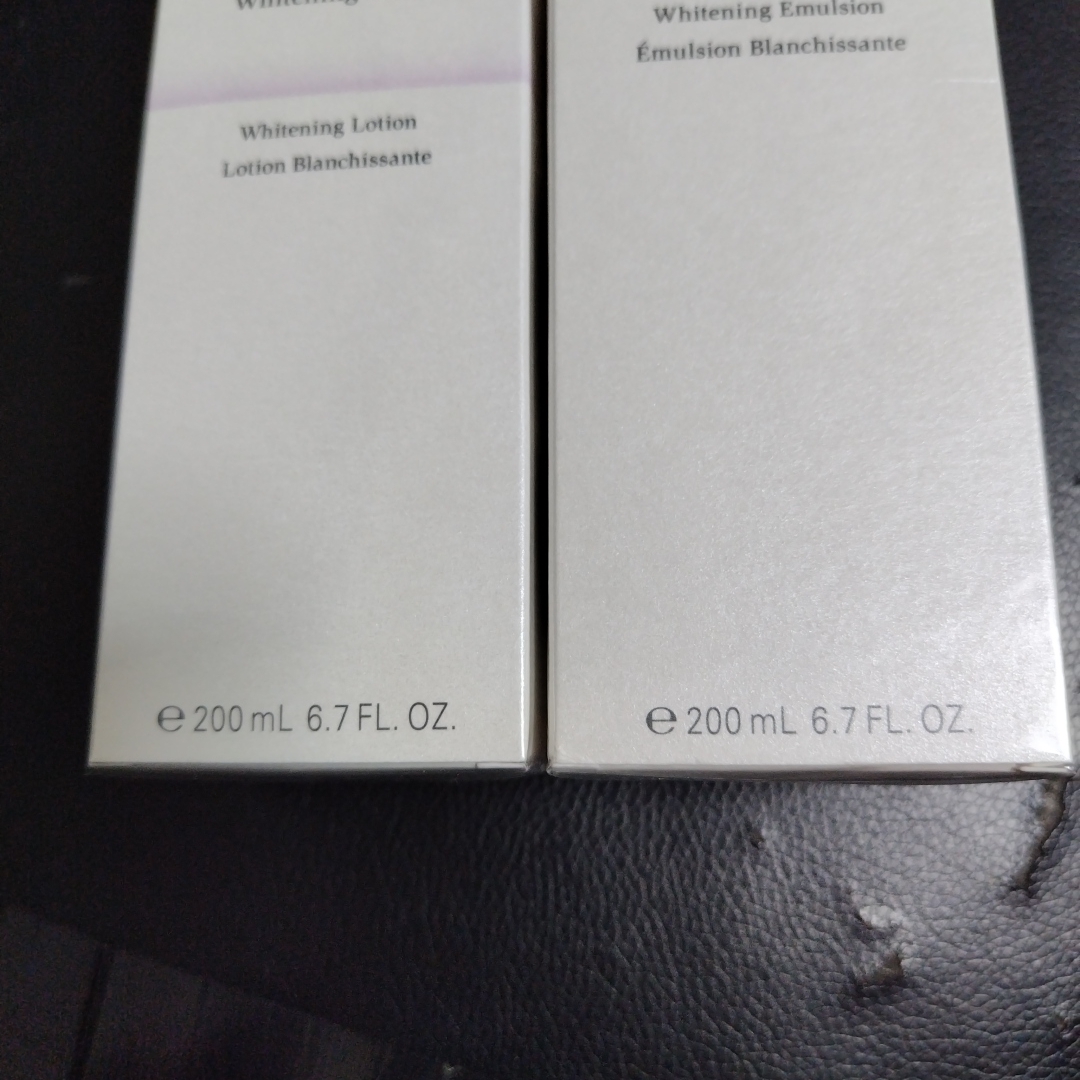 Whitening
Whitening Lotion
Lotion Blanchissante
℮ 200 mL 6.7 FL. OZ.
Whitening Emulsion
Émulsion Blanchissante
℮ 200 mL 6.7 FL. OZ.